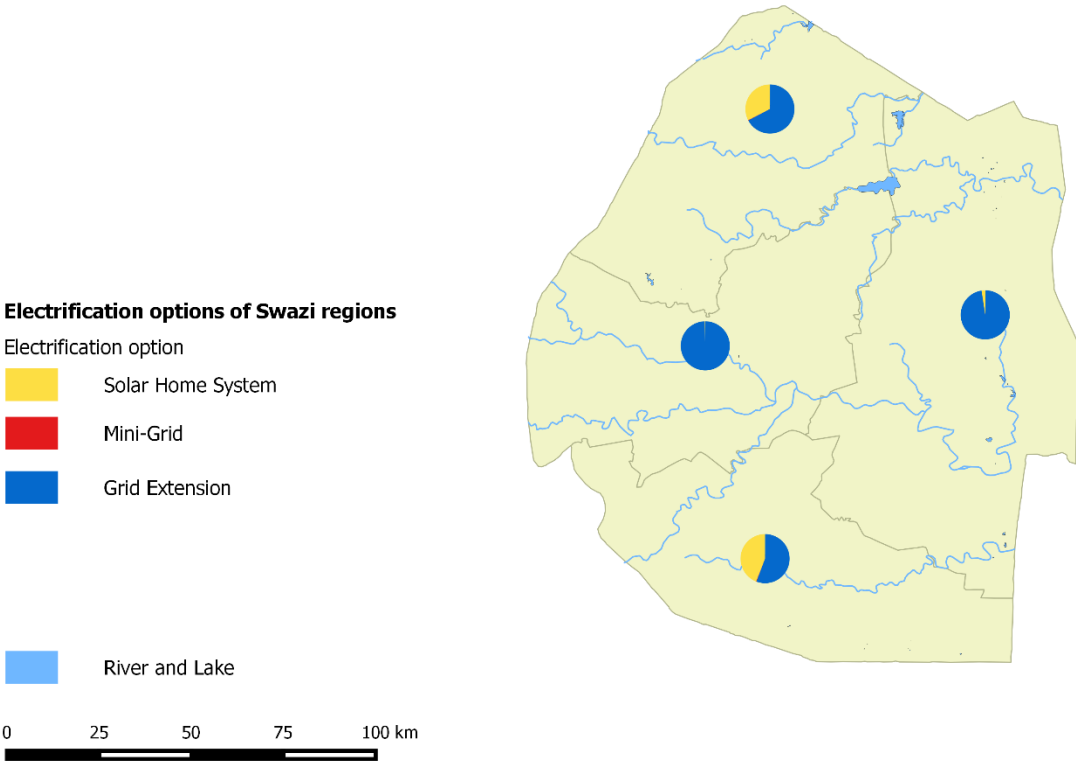 Electrification options of Swazi regions
Electrification option
Solar Home System
Mini-Grid
Grid Extension
River and Lake
0 25 50 75 100 km